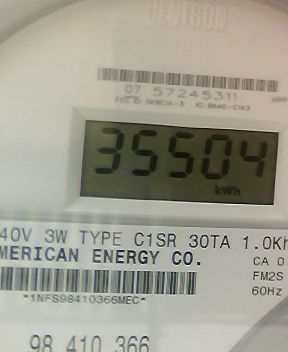 CENTRON
07 57245311
35504
kWh
40V 3W TYPE C1SR 30TA 1.0Kh
MERICAN ENERGY CO.
CA 0
FM2S
60Hz
*1NFS98410366MEC*
98 410 366